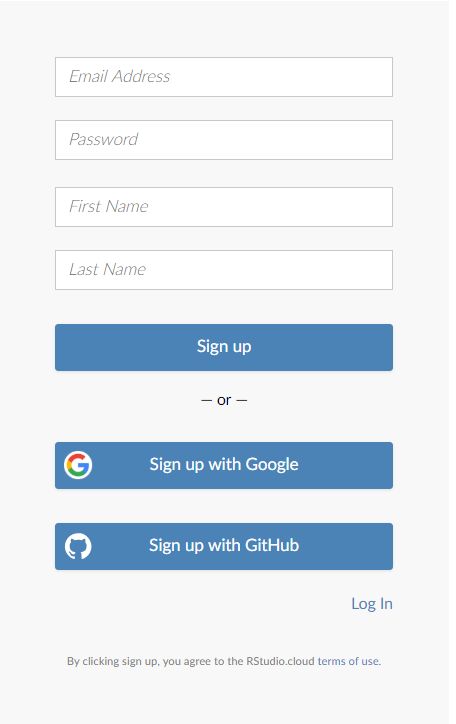 Email Address
Password
First Name
Last Name
Sign up
— or —
Sign up with Google
Sign up with GitHub
Log In
By clicking sign up, you agree to the RStudio.cloud terms of use.